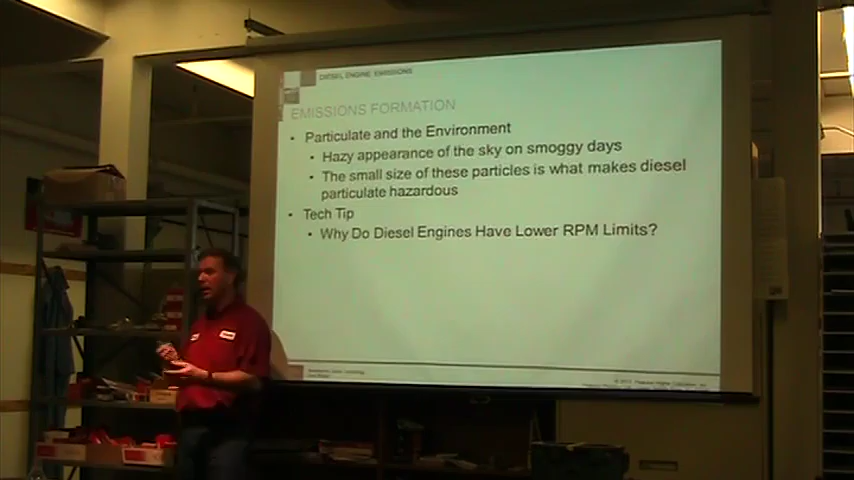 DIESEL ENGINE EMISSIONS
EMISSIONS FORMATION
• Particulate and the Environment
• Hazy appearance of the sky on smoggy days
• The small size of these particles is what makes diesel
particulate hazardous
• Tech Tip
• Why Do Diesel Engines Have Lower RPM Limits?